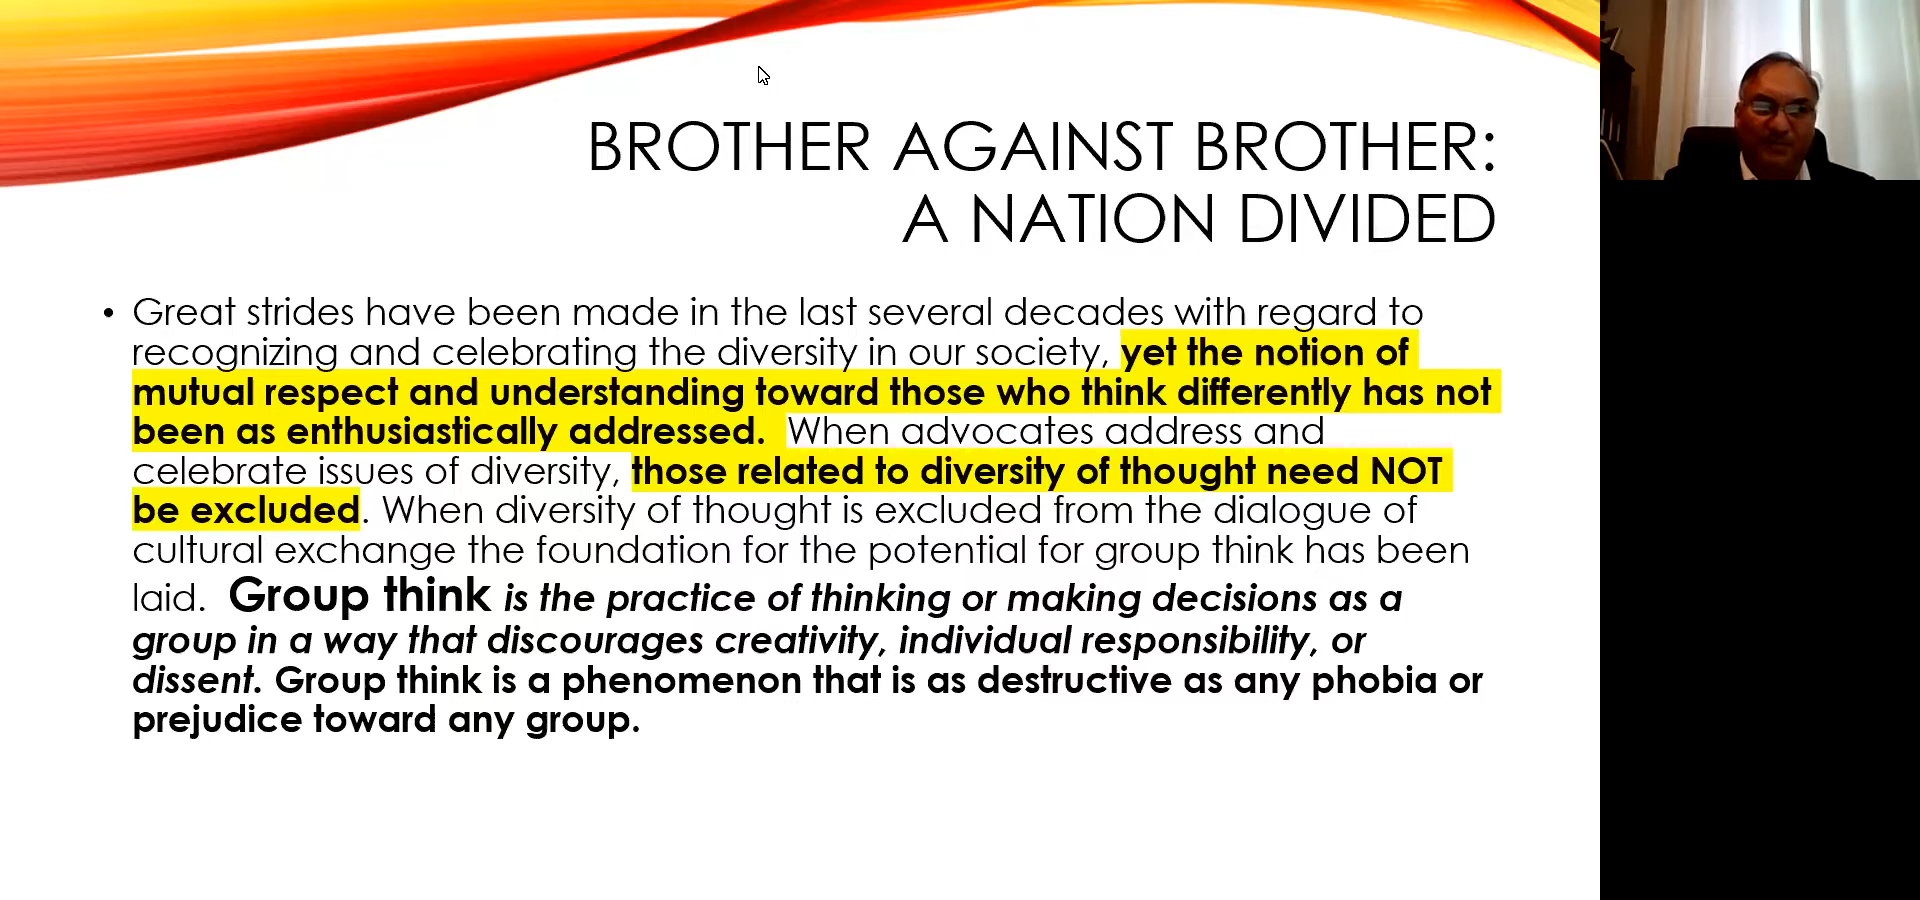 BROTHER AGAINST BROTHER:
A NATION DIVIDED
• Great strides have been made in the last several decades with regard to
recognizing and celebrating the diversity in our society, yet the notion of
mutual respect and understanding toward those who think differently has not
been as enthusiastically addressed. When advocates address and
celebrate issues of diversity, those related to diversity of thought need NOT
be excluded. When diversity of thought is excluded from the dialogue of
cultural exchange the foundation for the potential for group think has been
laid. Group think is the practice of thinking or making decisions as a
group in a way that discourages creativity, individual responsibility, or
dissent. Group think is a phenomenon that is as destructive as any phobia or
prejudice toward any group.